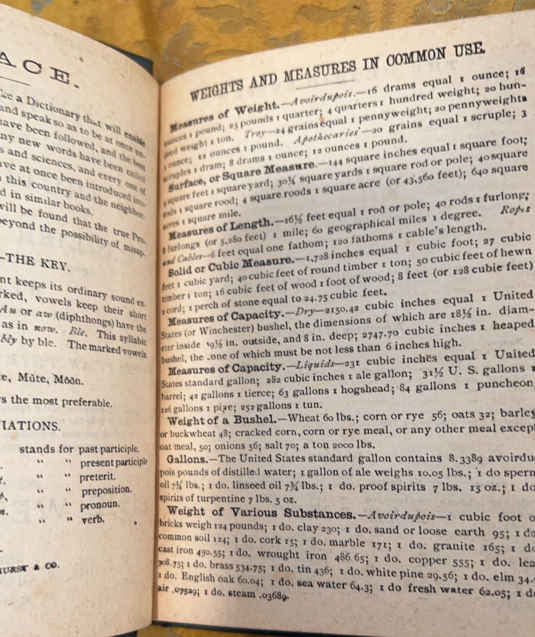 ACE.
ke a Dictionary that will enable
and speak so as to be at once un-
ave been followed, and the best
ny new words have been
s and sciences, and every one of
ve at once been introduced into
this country and the neighbor-
d in similar books.
will be found that the true Pro-
beyond the possibility of misap-
—THE KEY.
nt keeps its ordinary sound ex-
rked, vowels keep their short
or aw (diphthongs) have the
as in now. Ble. This syllable
by ble. The marked vowels
e, Mūte, Mōōn.
s the most preferable.
IATIONS.
stands for past participle.
“ “ present participle
“ “ preterit.
“ “ preposition.
“ “ pronoun.
“ “ verb.
HURST & CO.
WEIGHTS AND MEASURES IN COMMON USE.
Measures of Weight.—Avoirdupois.—16 drams equal 1 ounce; 16
ounces 1 pound; 25 pounds 1 quarter; 4 quarters 1 hundred weight; 20 hun-
dred weight 1 ton. Troy—24 grains equal 1 pennyweight; 20 pennyweights
1 ounce; 12 ounces 1 pound. Apothecaries'—20 grains equal 1 scruple; 3
scruples 1 dram; 8 drams 1 ounce; 12 ounces 1 pound.
Surface, or Square Measure.—144 square inches equal 1 square foot;
square feet 1 square yard; 30¼ square yards 1 square rod or pole; 40 square
rods 1 square rood; 4 square roods 1 square acre (or 43,560 feet); 640 square
acres 1 square mile.
Measures of Length.—16½ feet equal 1 rod or pole; 40 rods 1 furlong;
8 furlongs (or 5,280 feet) 1 mile; 60 geographical miles 1 degree. Ropes
and Cables—6 feet equal one fathom; 120 fathoms 1 cable's length.
Solid or Cubic Measure.—1,728 inches equal 1 cubic foot; 27 cubic
feet 1 cubic yard; 40 cubic feet of round timber 1 ton; 50 cubic feet of hewn
timber 1 ton; 16 cubic feet of wood 1 foot of wood; 8 feet (or 128 cubic feet)
1 cord; 1 perch of stone equal to 24.75 cubic feet.
Measures of Capacity.—Dry—2150.42 cubic inches equal 1 United
States (or Winchester) bushel, the dimensions of which are 18½ in. diam-
eter inside 19½ in. outside, and 8 in. deep; 2747.70 cubic inches 1 heaped
bushel, the cone of which must be not less than 6 inches high.
Measures of Capacity.—Liquids—231 cubic inches equal 1 United
States standard gallon; 282 cubic inches 1 ale gallon; 31½ U. S. gallons 1
barrel; 42 gallons 1 tierce; 63 gallons 1 hogshead; 84 gallons 1 puncheon
gallons 1 pipe; 252 gallons 1 tun.
Weight of a Bushel.—Wheat 60 lbs.; corn or rye 56; oats 32; barley
or buckwheat 48; cracked corn, corn or rye meal, or any other meal except
oat meal, 50; onions 56; salt 70; a ton 2000 lbs.
Gallons.—The United States standard gallon contains 8.3389 avoirdu
pois pounds of distilled water; 1 gallon of ale weighs 10.05 lbs.; 1 do sperm
oil 7¼ lbs.; 1 do. linseed oil 7¾ lbs.; 1 do. proof spirits 7 lbs. 15 oz.; 1 do
spirits of turpentine 7 lbs. 5 oz.
Weight of Various Substances.—Avoirdupois—1 cubic foot o
bricks weigh 124 pounds; 1 do. clay 230; 1 do. sand or loose earth 95; 1 do
common soil 124; 1 do. cork 15; 1 do. marble 171; 1 do. granite 165; 1 do
cast iron 450.55; 1 do. wrought iron 486.65; 1 do. copper 555; 1 do. lea
708.75; 1 do. brass 534.75; 1 do. tin 436; 1 do. white pine 29.56; 1 do. elm 34.
1 do. English oak 60.04; 1 do. sea water 64.3; 1 do fresh water 62.05; 1 d
air .07529; 1 do. steam .03689.